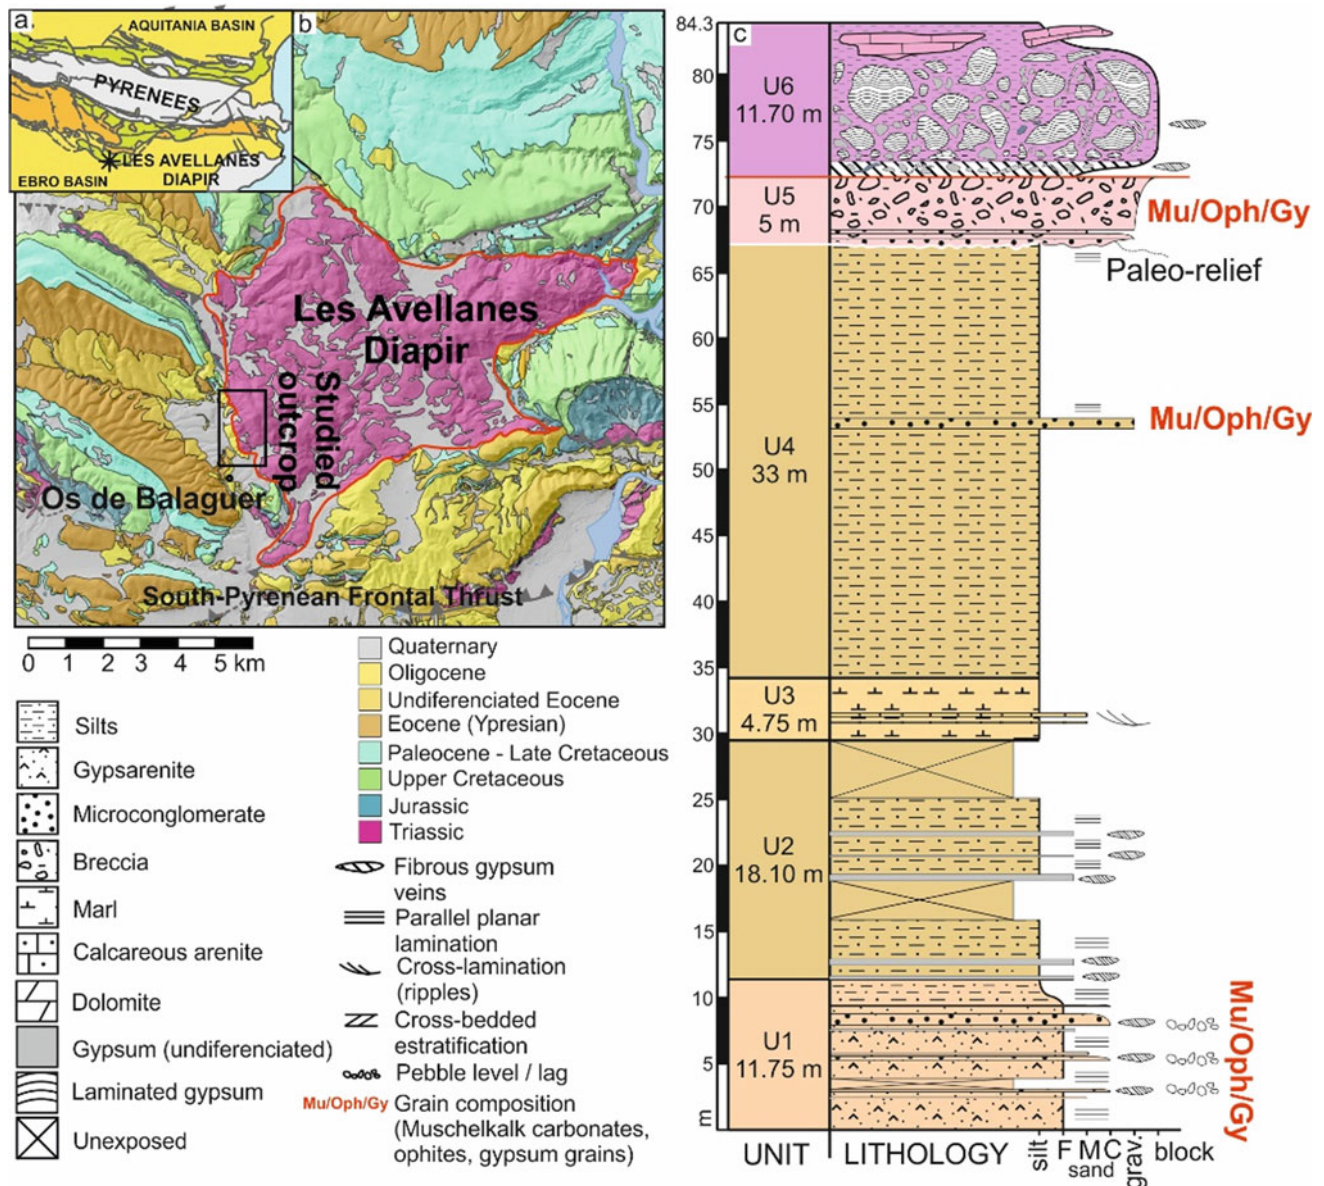 a.
AQUITANIA BASIN
PYRENEES
LES AVELLANES
DIAPIR
EBRO BASIN
b
Les Avellanes
Diapir
Studied
outcrop
Os de Balaguer
South-Pyrenean Frontal Thrust
0 1 2 3 4 5 km
Quaternary
Oligocene
Undiferenciated Eocene
Eocene (Ypresian)
Paleocene - Late Cretaceous
Upper Cretaceous
Jurassic
Triassic
Silts
Gypsarenite
Microconglomerate
Breccia
Marl
Calcareous arenite
Dolomite
Gypsum (undiferenciated)
Laminated gypsum
Unexposed
Fibrous gypsum
veins
Parallel planar
lamination
Cross-lamination
(ripples)
Cross-bedded
estratification
Pebble level / lag
Mu/Oph/Gy Grain composition
(Muschelkalk carbonates,
ophites, gypsum grains)
c
84.3
80
75
70
65
60
55
50
45
40
35
30
25
20
15
10
5
m
U6
11.70 m
U5
5 m
U4
33 m
U3
4.75 m
U2
18.10 m
U1
11.75 m
Mu/Oph/Gy
Paleo-relief
Mu/Oph/Gy
Mu/Oph/Gy
UNIT
LITHOLOGY
silt
F M C
sand
grav.
block